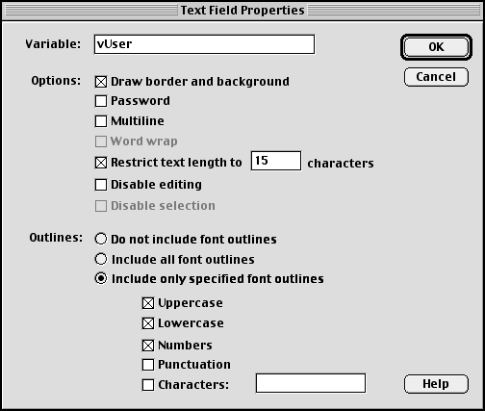 Text Field Properties
Variable: vUser
OK
Options: Draw border and background
Cancel
Password
Multiline
Word wrap
Restrict text length to 15 characters
Disable editing
Disable selection
Outlines: Do not include font outlines
Include all font outlines
Include only specified font outlines
Uppercase
Lowercase
Numbers
Punctuation
Characters:
Help